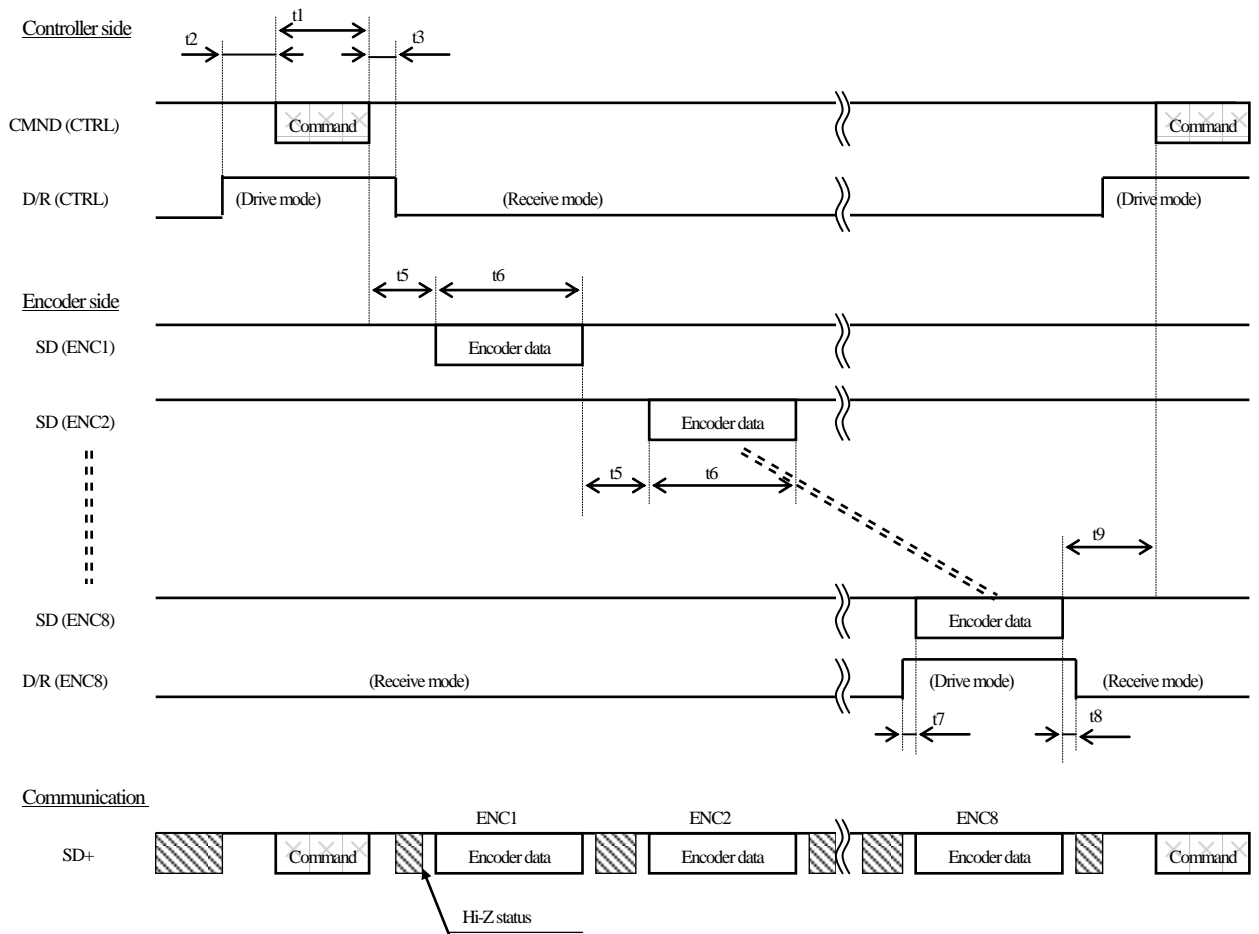 Controller side
t1
t2
t3
CMND (CTRL)
Command
Command
D/R (CTRL)
(Drive mode)
(Receive mode)
(Drive mode)
t5
t6
Encoder side
SD (ENC1)
Encoder data
SD (ENC2)
Encoder data
t5
t6
t9
SD (ENC8)
Encoder data
D/R (ENC8)
(Receive mode)
(Drive mode)
(Receive mode)
t7
t8
Communication
ENC1
ENC2
ENC8
SD+
Command
Encoder data
Encoder data
Encoder data
Command
Hi-Z status